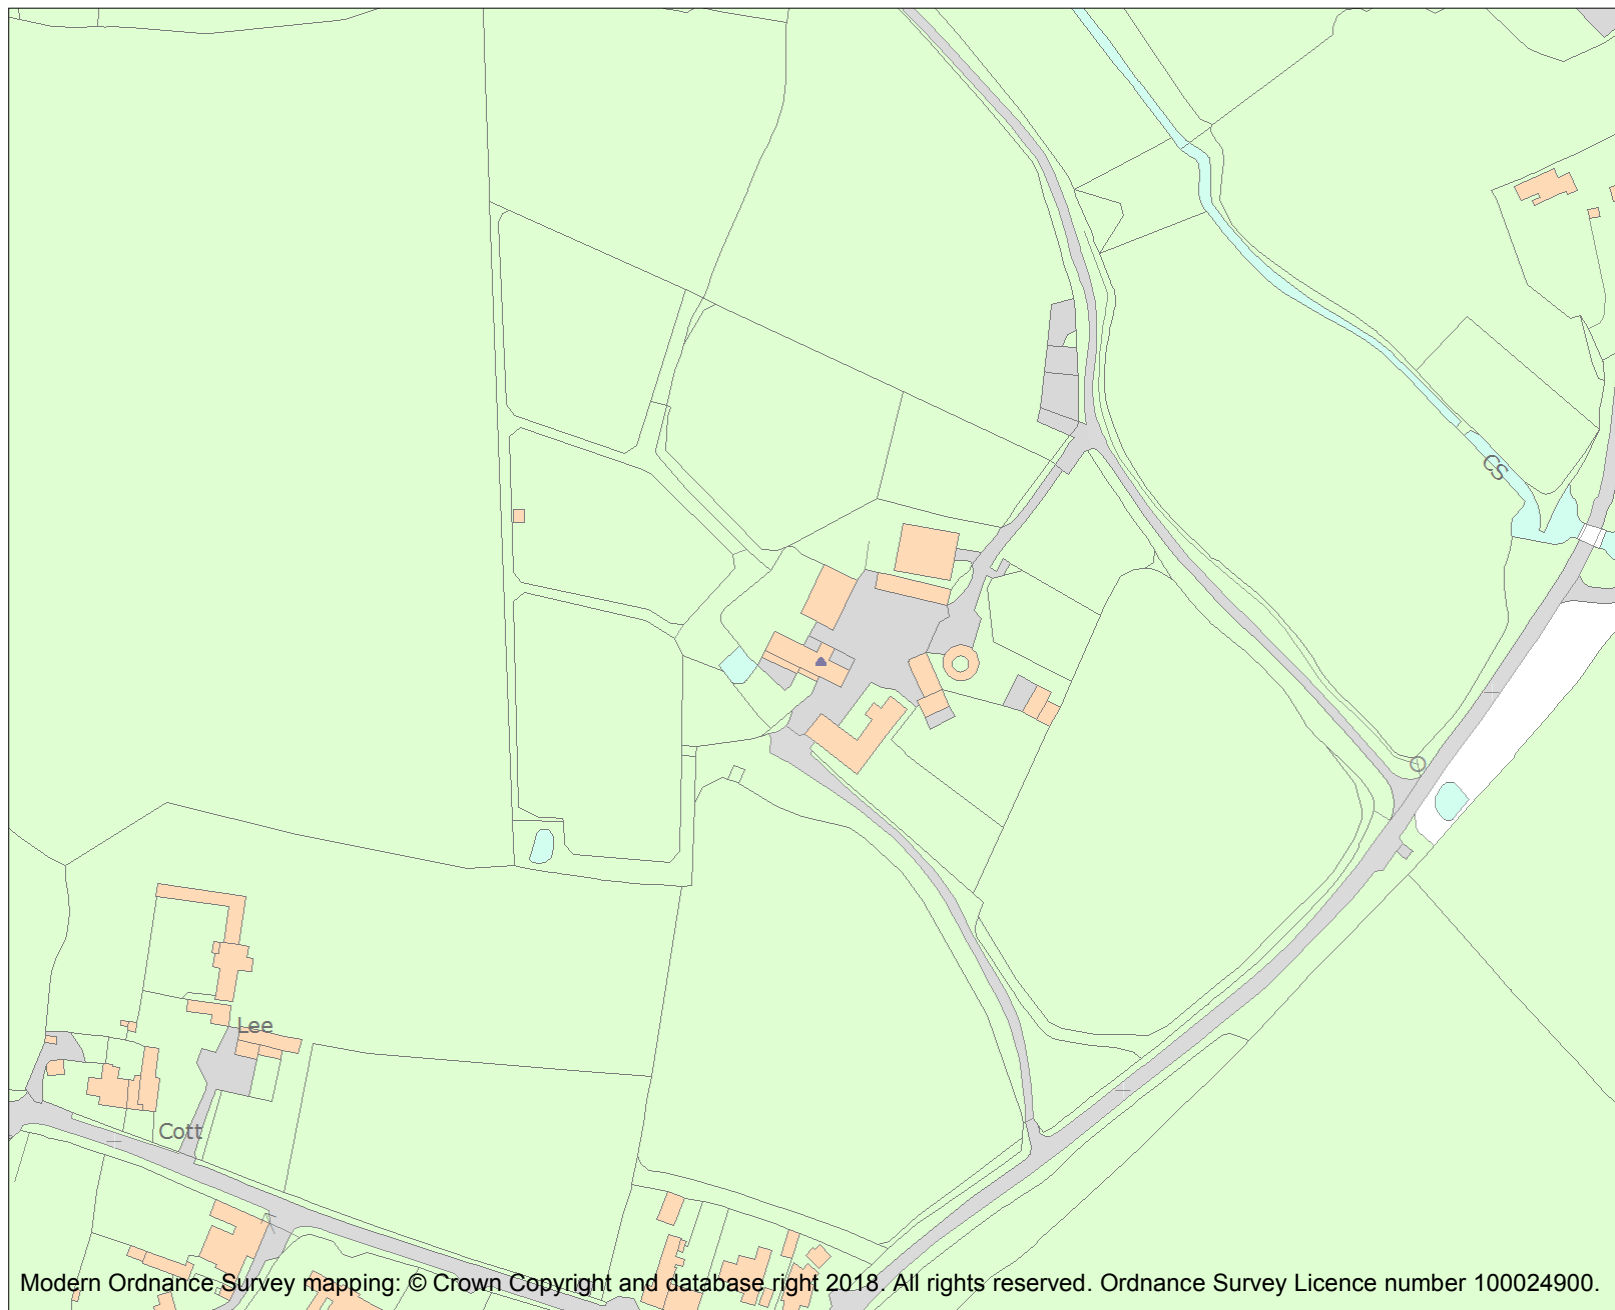 CS
Lee
Cott
Modern Ordnance Survey mapping: © Crown Copyright and database right 2018. All rights reserved. Ordnance Survey Licence number 100024900.